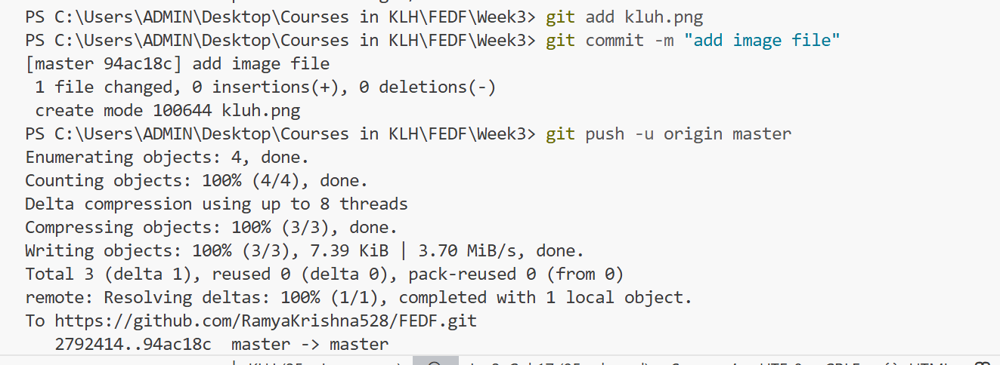 PS C:\Users\ADMIN\Desktop\Courses in KLH\FEDF\Week3> git add kluh.png
PS C:\Users\ADMIN\Desktop\Courses in KLH\FEDF\Week3> git commit -m "add image file"
[master 94ac18c] add image file
 1 file changed, 0 insertions(+), 0 deletions(-)
 create mode 100644 kluh.png
PS C:\Users\ADMIN\Desktop\Courses in KLH\FEDF\Week3> git push -u origin master
Enumerating objects: 4, done.
Counting objects: 100% (4/4), done.
Delta compression using up to 8 threads
Compressing objects: 100% (3/3), done.
Writing objects: 100% (3/3), 7.39 KiB | 3.70 MiB/s, done.
Total 3 (delta 1), reused 0 (delta 0), pack-reused 0 (from 0)
remote: Resolving deltas: 100% (1/1), completed with 1 local object.
To https://github.com/RamyaKrishna528/FEDF.git
   2792414..94ac18c  master -> master